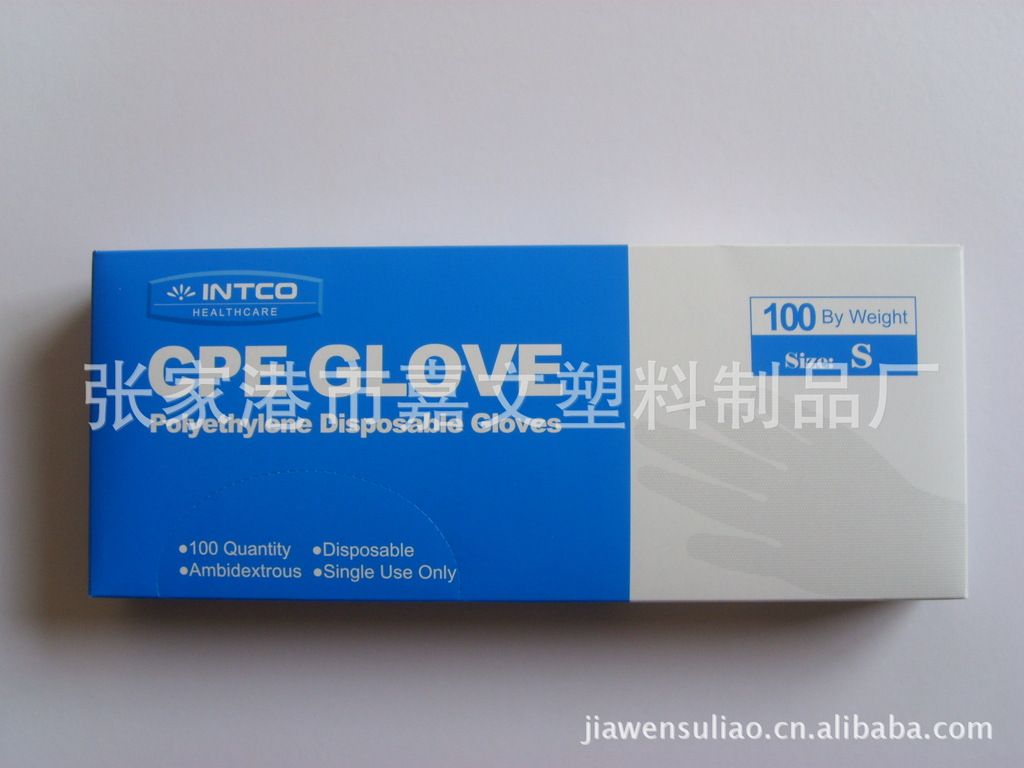 INTCO
HEALTHCARE
100 By Weight
Size: S
CPE GLOVE
张家港市嘉文塑料制品厂
Polyethylene Disposable Gloves
•100 Quantity •Disposable
•Ambidextrous •Single Use Only
jiawensuliao.cn.alibaba.com